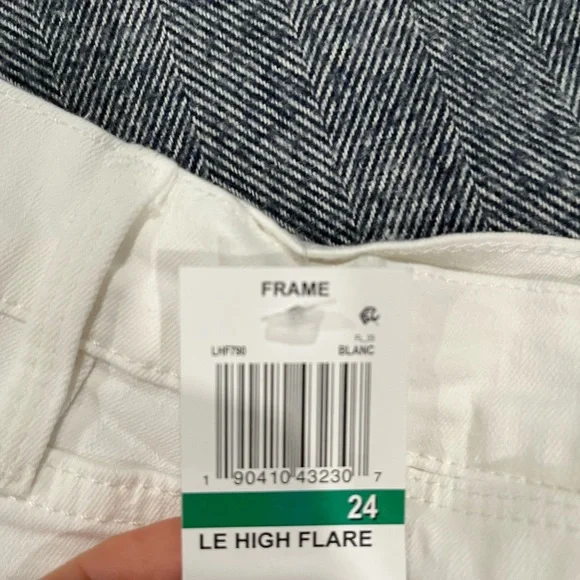 FRAME
LHF790 BLANC
1 90410 43230 7
24
LE HIGH FLARE